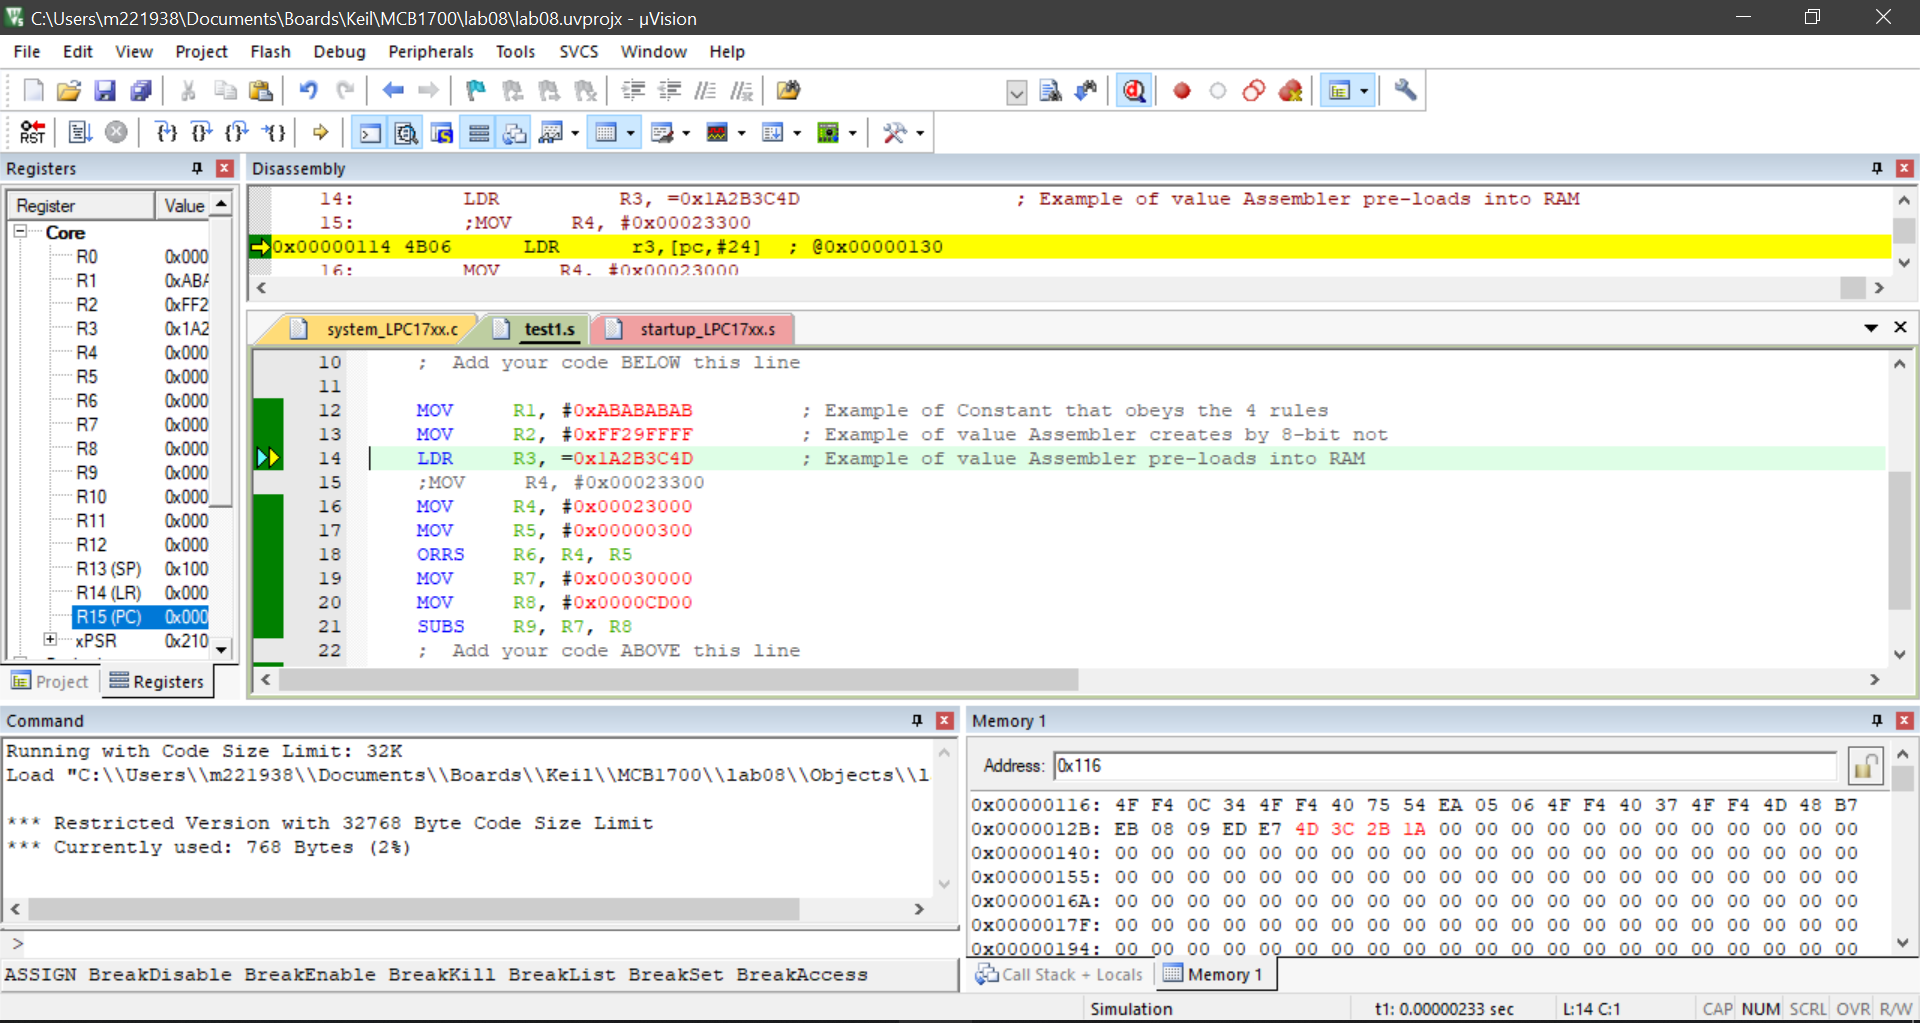 C:\Users\m221938\Documents\Boards\Keil\MCB1700\lab08\lab08.uvprojx - µVision
File Edit View Project Flash Debug Peripherals Tools SVCS Window Help
RST
Registers
Register Value
Core
R0 0x000
R1 0xABA
R2 0xFF2
R3 0x1A2
R4 0x000
R5 0x000
R6 0x000
R7 0x000
R8 0x000
R9 0x000
R10 0x000
R11 0x000
R12 0x000
R13 (SP) 0x100
R14 (LR) 0x000
R15 (PC) 0x000
xPSR 0x210
Project Registers
Disassembly
14: LDR R3, =0x1A2B3C4D ; Example of value Assembler pre-loads into RAM
15: ;MOV R4, #0x00023300
0x00000114 4B06 LDR r3,[pc,#24] ; @0x00000130
16: MOV R4, #0x00023000
system_LPC17xx.c test1.s startup_LPC17xx.s
10 ; Add your code BELOW this line
11
12 MOV R1, #0xABABABAB ; Example of Constant that obeys the 4 rules
13 MOV R2, #0xFF29FFFF ; Example of value Assembler creates by 8-bit not
14 LDR R3, =0x1A2B3C4D ; Example of value Assembler pre-loads into RAM
15 ;MOV R4, #0x00023300
16 MOV R4, #0x00023000
17 MOV R5, #0x00000300
18 ORRS R6, R4, R5
19 MOV R7, #0x00030000
20 MOV R8, #0x0000CD00
21 SUBS R9, R7, R8
22 ; Add your code ABOVE this line
Command
Running with Code Size Limit: 32K
Load "C:\\Users\\m221938\\Documents\\Boards\\Keil\\MCB1700\\lab08\\Objects\\l
*** Restricted Version with 32768 Byte Code Size Limit
*** Currently used: 768 Bytes (2%)
>
ASSIGN BreakDisable BreakEnable BreakKill BreakList BreakSet BreakAccess
Memory 1
Address: 0x116
0x00000116: 4F F4 0C 34 4F F4 40 75 54 EA 05 06 4F F4 40 37 4F F4 4D 48 B7
0x0000012B: EB 08 09 ED E7 4D 3C 2B 1A 00 00 00 00 00 00 00 00 00 00 00 00
0x00000140: 00 00 00 00 00 00 00 00 00 00 00 00 00 00 00 00 00 00 00 00 00
0x00000155: 00 00 00 00 00 00 00 00 00 00 00 00 00 00 00 00 00 00 00 00 00
0x0000016A: 00 00 00 00 00 00 00 00 00 00 00 00 00 00 00 00 00 00 00 00 00
0x0000017F: 00 00 00 00 00 00 00 00 00 00 00 00 00 00 00 00 00 00 00 00 00
0x00000194: 00 00 00 00 00 00 00 00 00 00 00 00 00 00 00 00 00 00 00 00 00
Call Stack + Locals Memory 1
Simulation t1: 0.00000233 sec L:14 C:1 CAP NUM SCRL OVR R/W